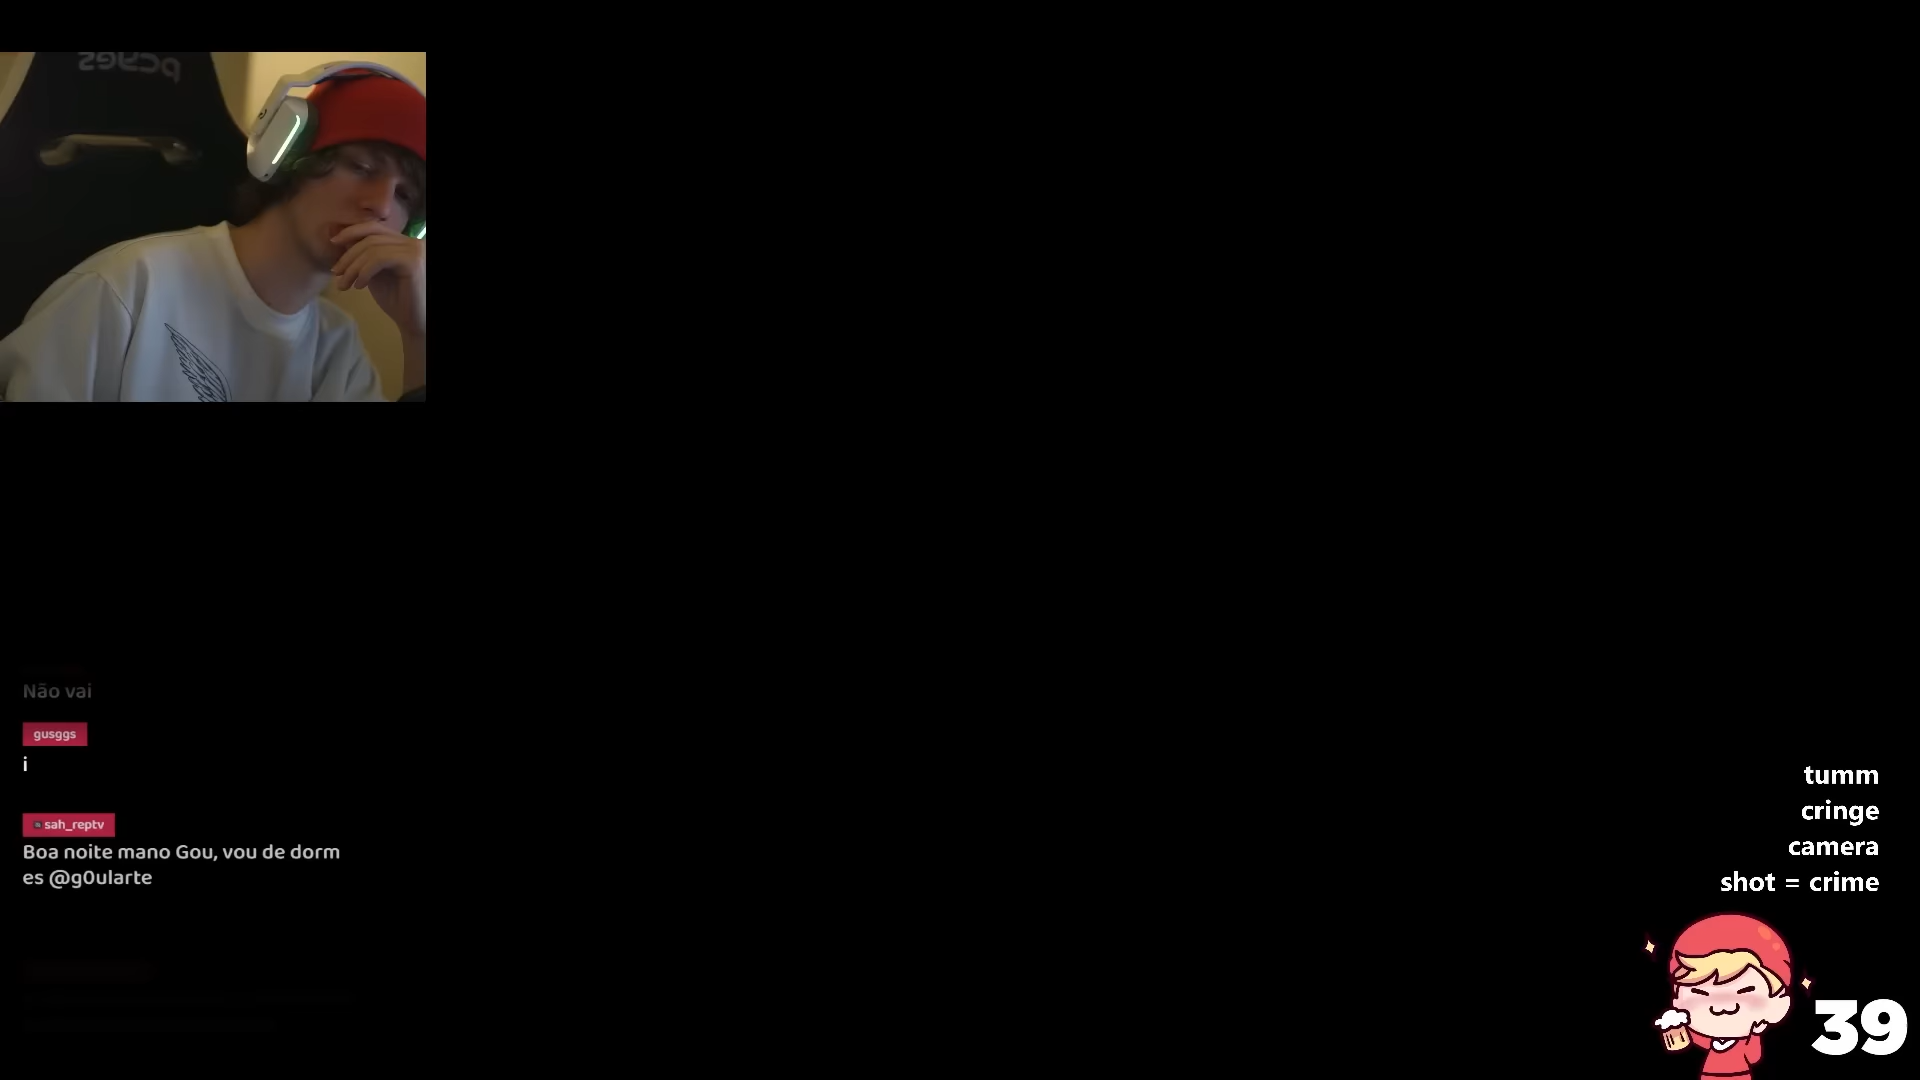 pcyes
Não vai
gusggs
i
sah_reptv
Boa noite mano Gou, vou de dorm
es @g0ularte
tumm
cringe
camera
shot = crime
39